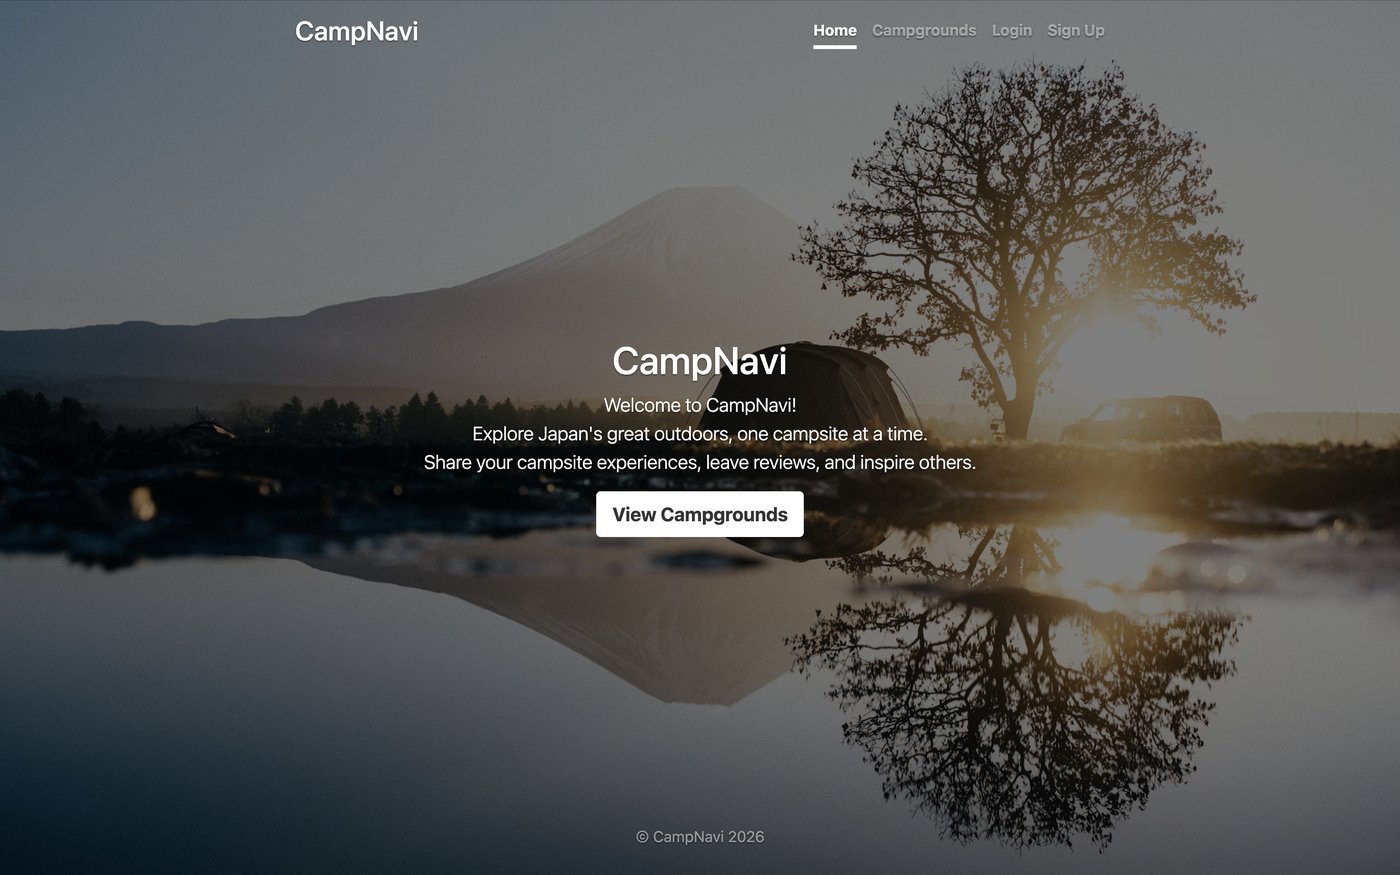 CampNavi
Home Campgrounds Login Sign Up
CampNavi
Welcome to CampNavi!
Explore Japan's great outdoors, one campsite at a time.
Share your campsite experiences, leave reviews, and inspire others.
View Campgrounds
© CampNavi 2026